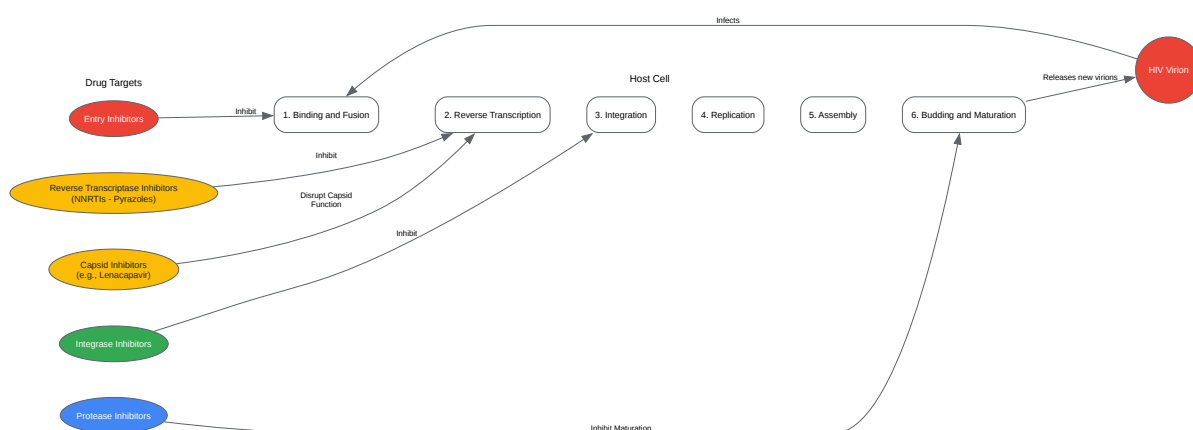 Infects
HIV Virion
Drug Targets
Host Cell
Releases new virions
Entry Inhibitors
Inhibit
1. Binding and Fusion
2. Reverse Transcription
3. Integration
4. Replication
5. Assembly
6. Budding and Maturation
Inhibit
Reverse Transcriptase Inhibitors
(NNRTIs - Pyrazoles)
Disrupt Capsid
Function
Inhibit
Capsid Inhibitors
(e.g., Lenacapavir)
Integrase Inhibitors
Protease Inhibitors
Inhibit Maturation